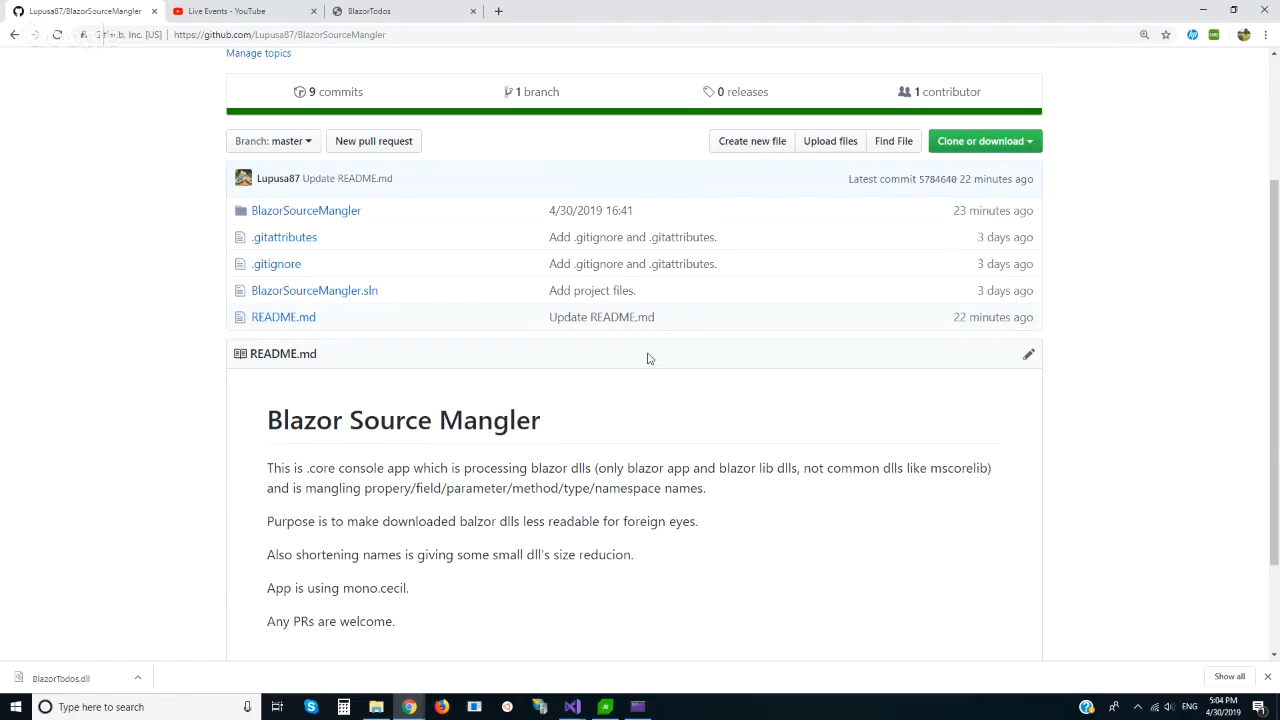 Lupusa87/BlazorSourceMangler
Live Events - YouTube
BlazorTodos
Inc. [US] https://github.com/Lupusa87/BlazorSourceMangler
Manage topics
9 commits
1 branch
0 releases
1 contributor
Branch: master
New pull request
Create new file
Upload files
Find File
Clone or download
Lupusa87 Update README.md
Latest commit 5784640 22 minutes ago
BlazorSourceMangler 4/30/2019 16:41 23 minutes ago
.gitattributes Add .gitignore and .gitattributes. 3 days ago
.gitignore Add .gitignore and .gitattributes. 3 days ago
BlazorSourceMangler.sln Add project files. 3 days ago
README.md Update README.md 22 minutes ago
README.md
Blazor Source Mangler
This is .core console app which is processing blazor dlls (only blazor app and blazor lib dlls, not common dlls like mscorelib)
and is mangling propery/field/parameter/method/type/namespace names.
Purpose is to make downloaded balzor dlls less readable for foreign eyes.
Also shortening names is giving some small dll's size reducion.
App is using mono.cecil.
Any PRs are welcome.
BlazorTodos.dll
Show all
Type here to search
ENG
5:04 PM
4/30/2019